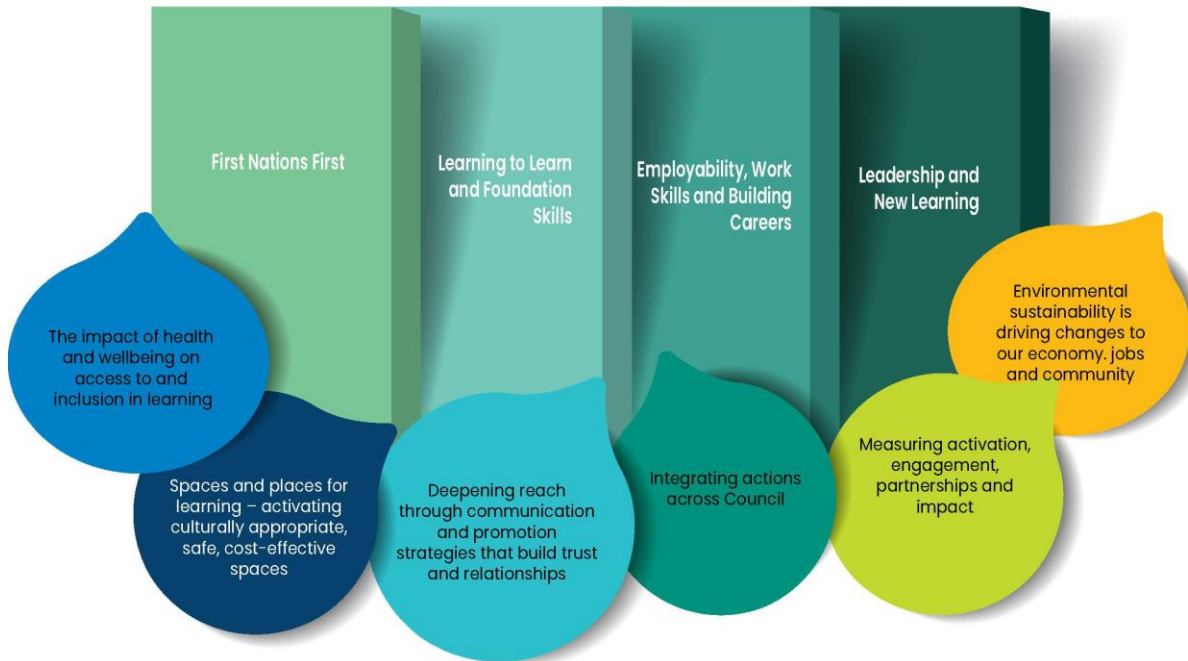 First Nations First
Learning to Learn
and Foundation
Skills
Employability, Work
Skills and Building
Careers
Leadership and
New Learning
The impact of health
and wellbeing on
access to and
inclusion in learning
Spaces and places for
learning – activating
culturally appropriate,
safe, cost-effective
spaces
Deepening reach
through communication
and promotion
strategies that build trust
and relationships
Integrating actions
across Council
Measuring activation,
engagement,
partnerships and
impact
Environmental
sustainability is
driving changes to
our economy. jobs
and community